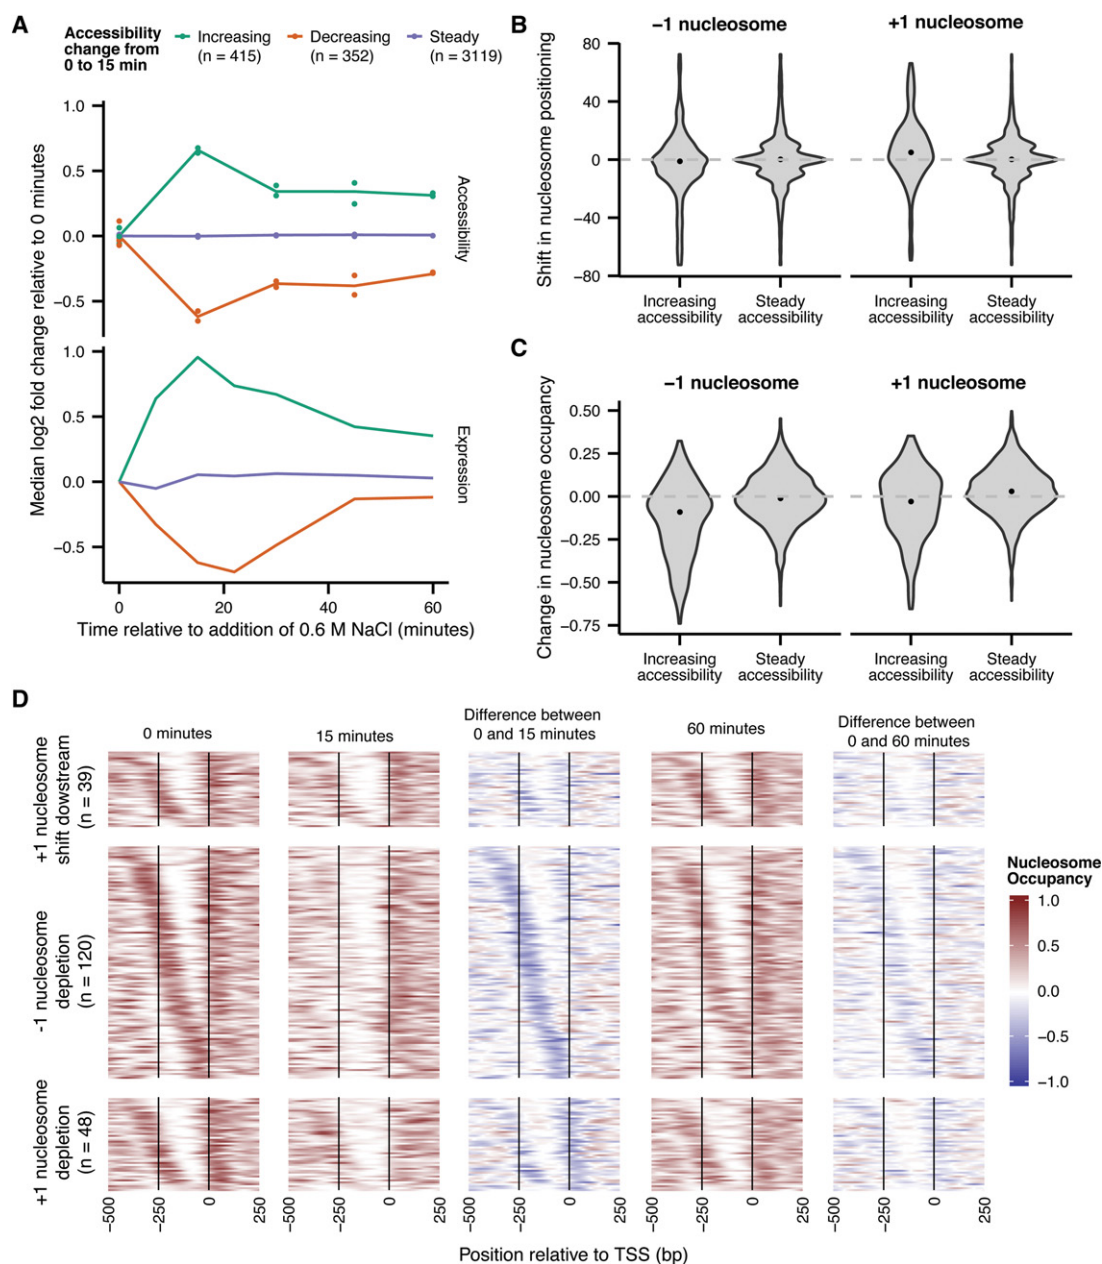 A
Accessibility
change from
0 to 15 min
Increasing
(n = 415)
Decreasing
(n = 352)
Steady
(n = 3119)
Median log2 fold change relative to 0 minutes
1.0
0.5
0.0
−0.5
Accessibility
1.0
0.5
0.0
−0.5
Expression
0
20
40
60
Time relative to addition of 0.6 M NaCl (minutes)
B
−1 nucleosome
+1 nucleosome
Shift in nucleosome positioning
80
40
0
−40
−80
Increasing
accessibility
Steady
accessibility
Increasing
accessibility
Steady
accessibility
C
−1 nucleosome
+1 nucleosome
Change in nucleosome occupancy
0.50
0.25
0.00
−0.25
−0.50
−0.75
Increasing
accessibility
Steady
accessibility
Increasing
accessibility
Steady
accessibility
D
0 minutes
15 minutes
Difference between
0 and 15 minutes
60 minutes
Difference between
0 and 60 minutes
+1 nucleosome
shift downstream
(n = 39)
-1 nucleosome
depletion
(n = 120)
+1 nucleosome
depletion
(n = 48)
−500
−250
0
250
−500
−250
0
250
−500
−250
0
250
−500
−250
0
250
−500
−250
0
250
Position relative to TSS (bp)
Nucleosome
Occupancy
1.0
0.5
0.0
−0.5
−1.0